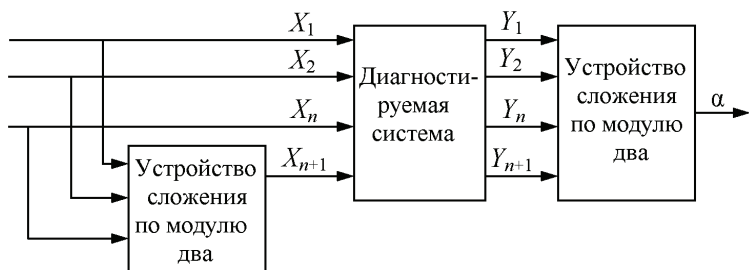 X₁
X₂
Xₙ
Xₙ₊₁
Устройство
сложения
по модулю
два
Диагности-
руемая
система
Y₁
Y₂
Yₙ
Yₙ₊₁
Устройство
сложения
по модулю
два
α